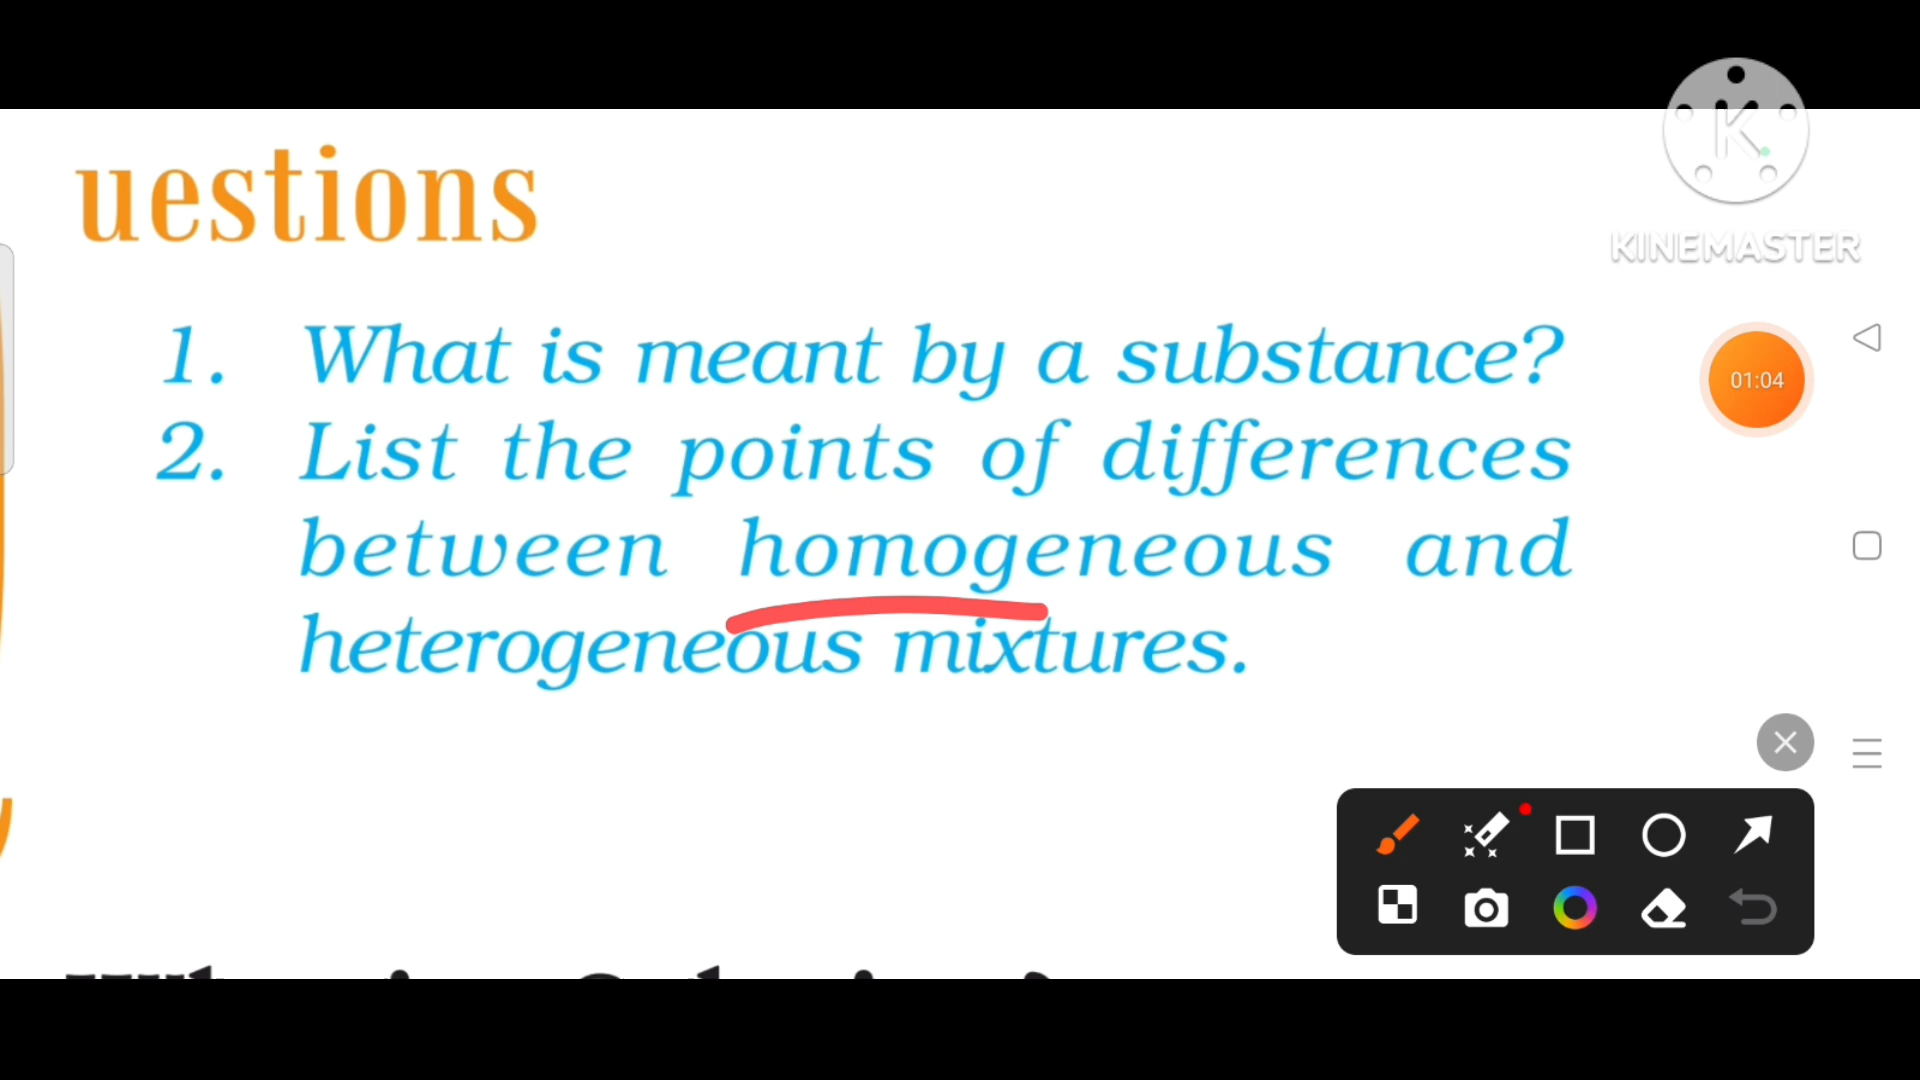 uestions
KINEMASTER
1. What is meant by a substance?
01:04
2. List the points of differences
between homogeneous and
heterogeneous mixtures.